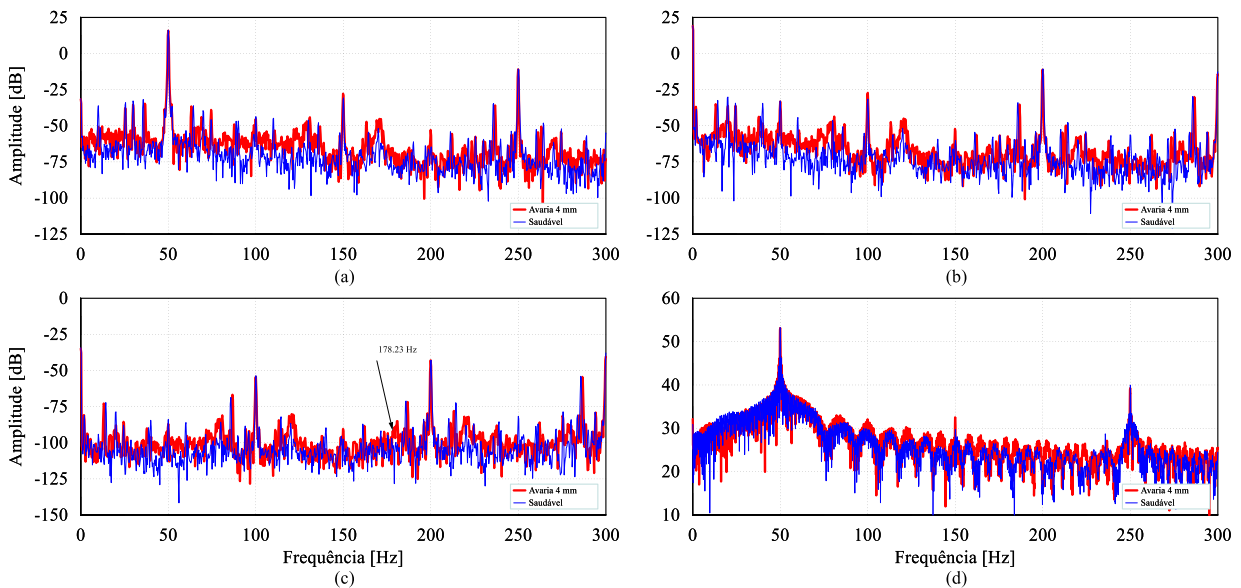 25
0
-25
-50
-75
-100
-125
Amplitude [dB]
0 50 100 150 200 250 300
Avaria 4 mm
Saudável
(a)
25
0
-25
-50
-75
-100
-125
0 50 100 150 200 250 300
Avaria 4 mm
Saudável
(b)
0
-25
-50
-75
-100
-125
-150
Amplitude [dB]
178.23 Hz
0 50 100 150 200 250 300
Avaria 4 mm
Saudável
Frequência [Hz]
(c)
60
50
40
30
20
10
0 50 100 150 200 250 300
Avaria 4 mm
Saudável
Frequência [Hz]
(d)